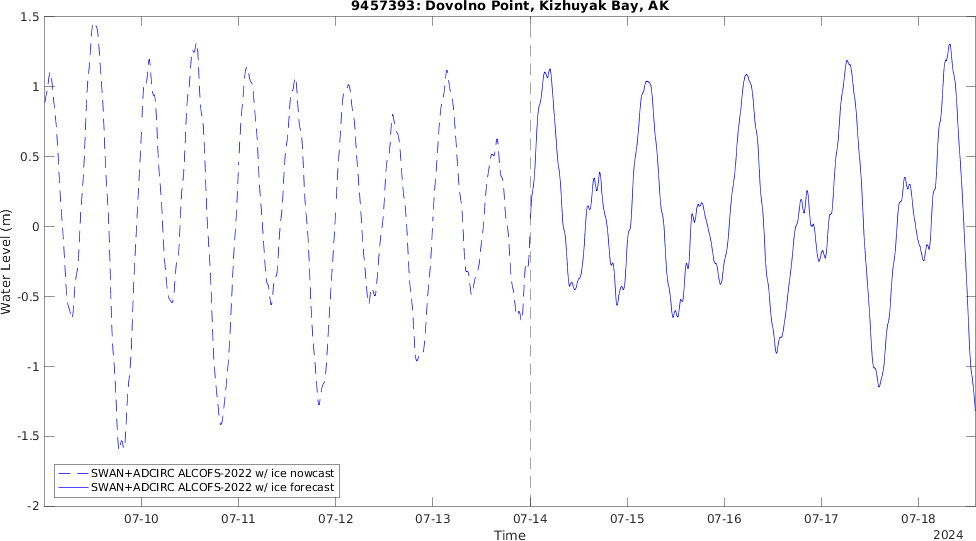 9457393: Dovolno Point, Kizhuyak Bay, AK
1.5
1
0.5
0
-0.5
-1
-1.5
-2
Water Level (m)
SWAN+ADCIRC ALCOFS-2022 w/ ice nowcast
SWAN+ADCIRC ALCOFS-2022 w/ ice forecast
07-10 07-11 07-12 07-13 07-14 07-15 07-16 07-17 07-18
Time
2024